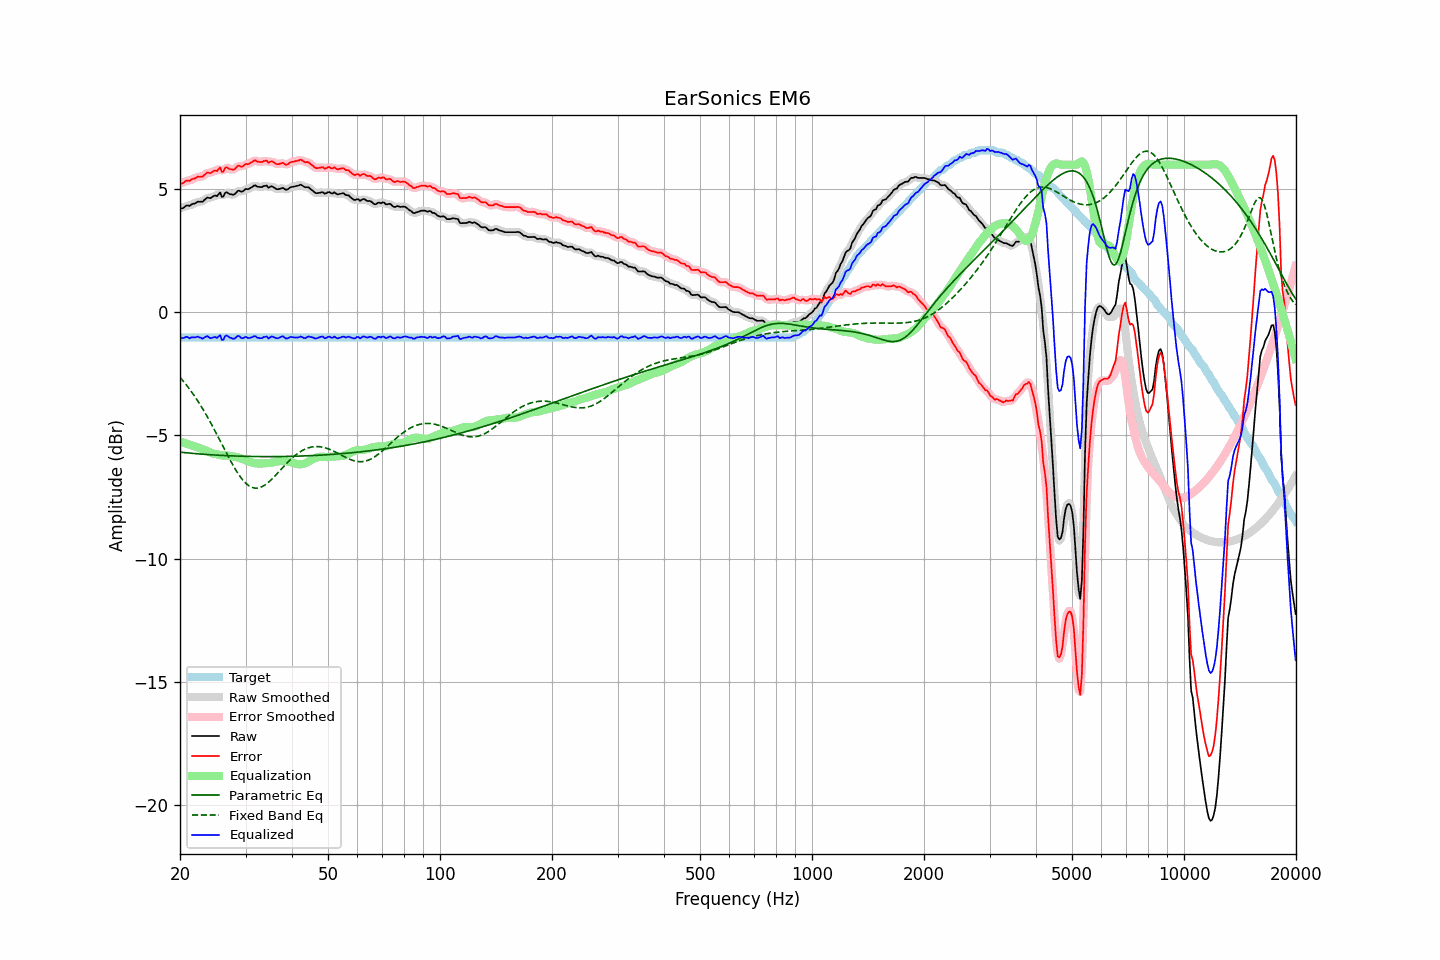 EarSonics EM6
Amplitude (dBr)
5
0
−5
−10
−15
−20
Target
Raw Smoothed
Error Smoothed
Raw
Error
Equalization
Parametric Eq
Fixed Band Eq
Equalized
20 50 100 200 500 1000 2000 5000 10000 20000
Frequency (Hz)